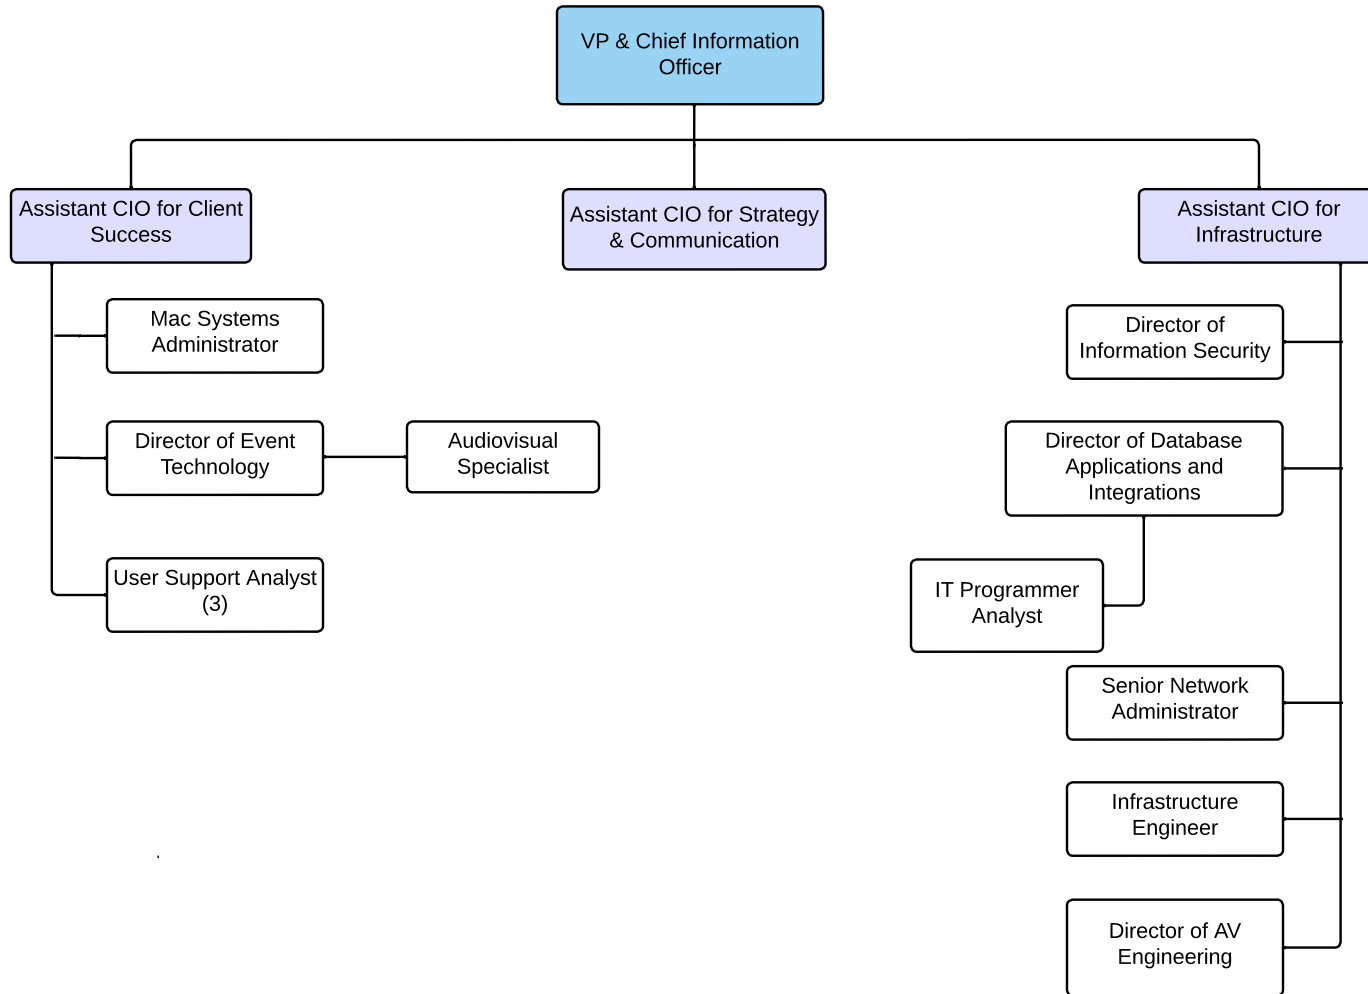 VP & Chief Information
Officer
Assistant CIO for Client
Success
Assistant CIO for Strategy
& Communication
Assistant CIO for
Infrastructure
Mac Systems
Administrator
Director of
Information Security
Director of Event
Technology
Audiovisual
Specialist
Director of Database
Applications and
Integrations
User Support Analyst
(3)
IT Programmer
Analyst
Senior Network
Administrator
Infrastructure
Engineer
Director of AV
Engineering